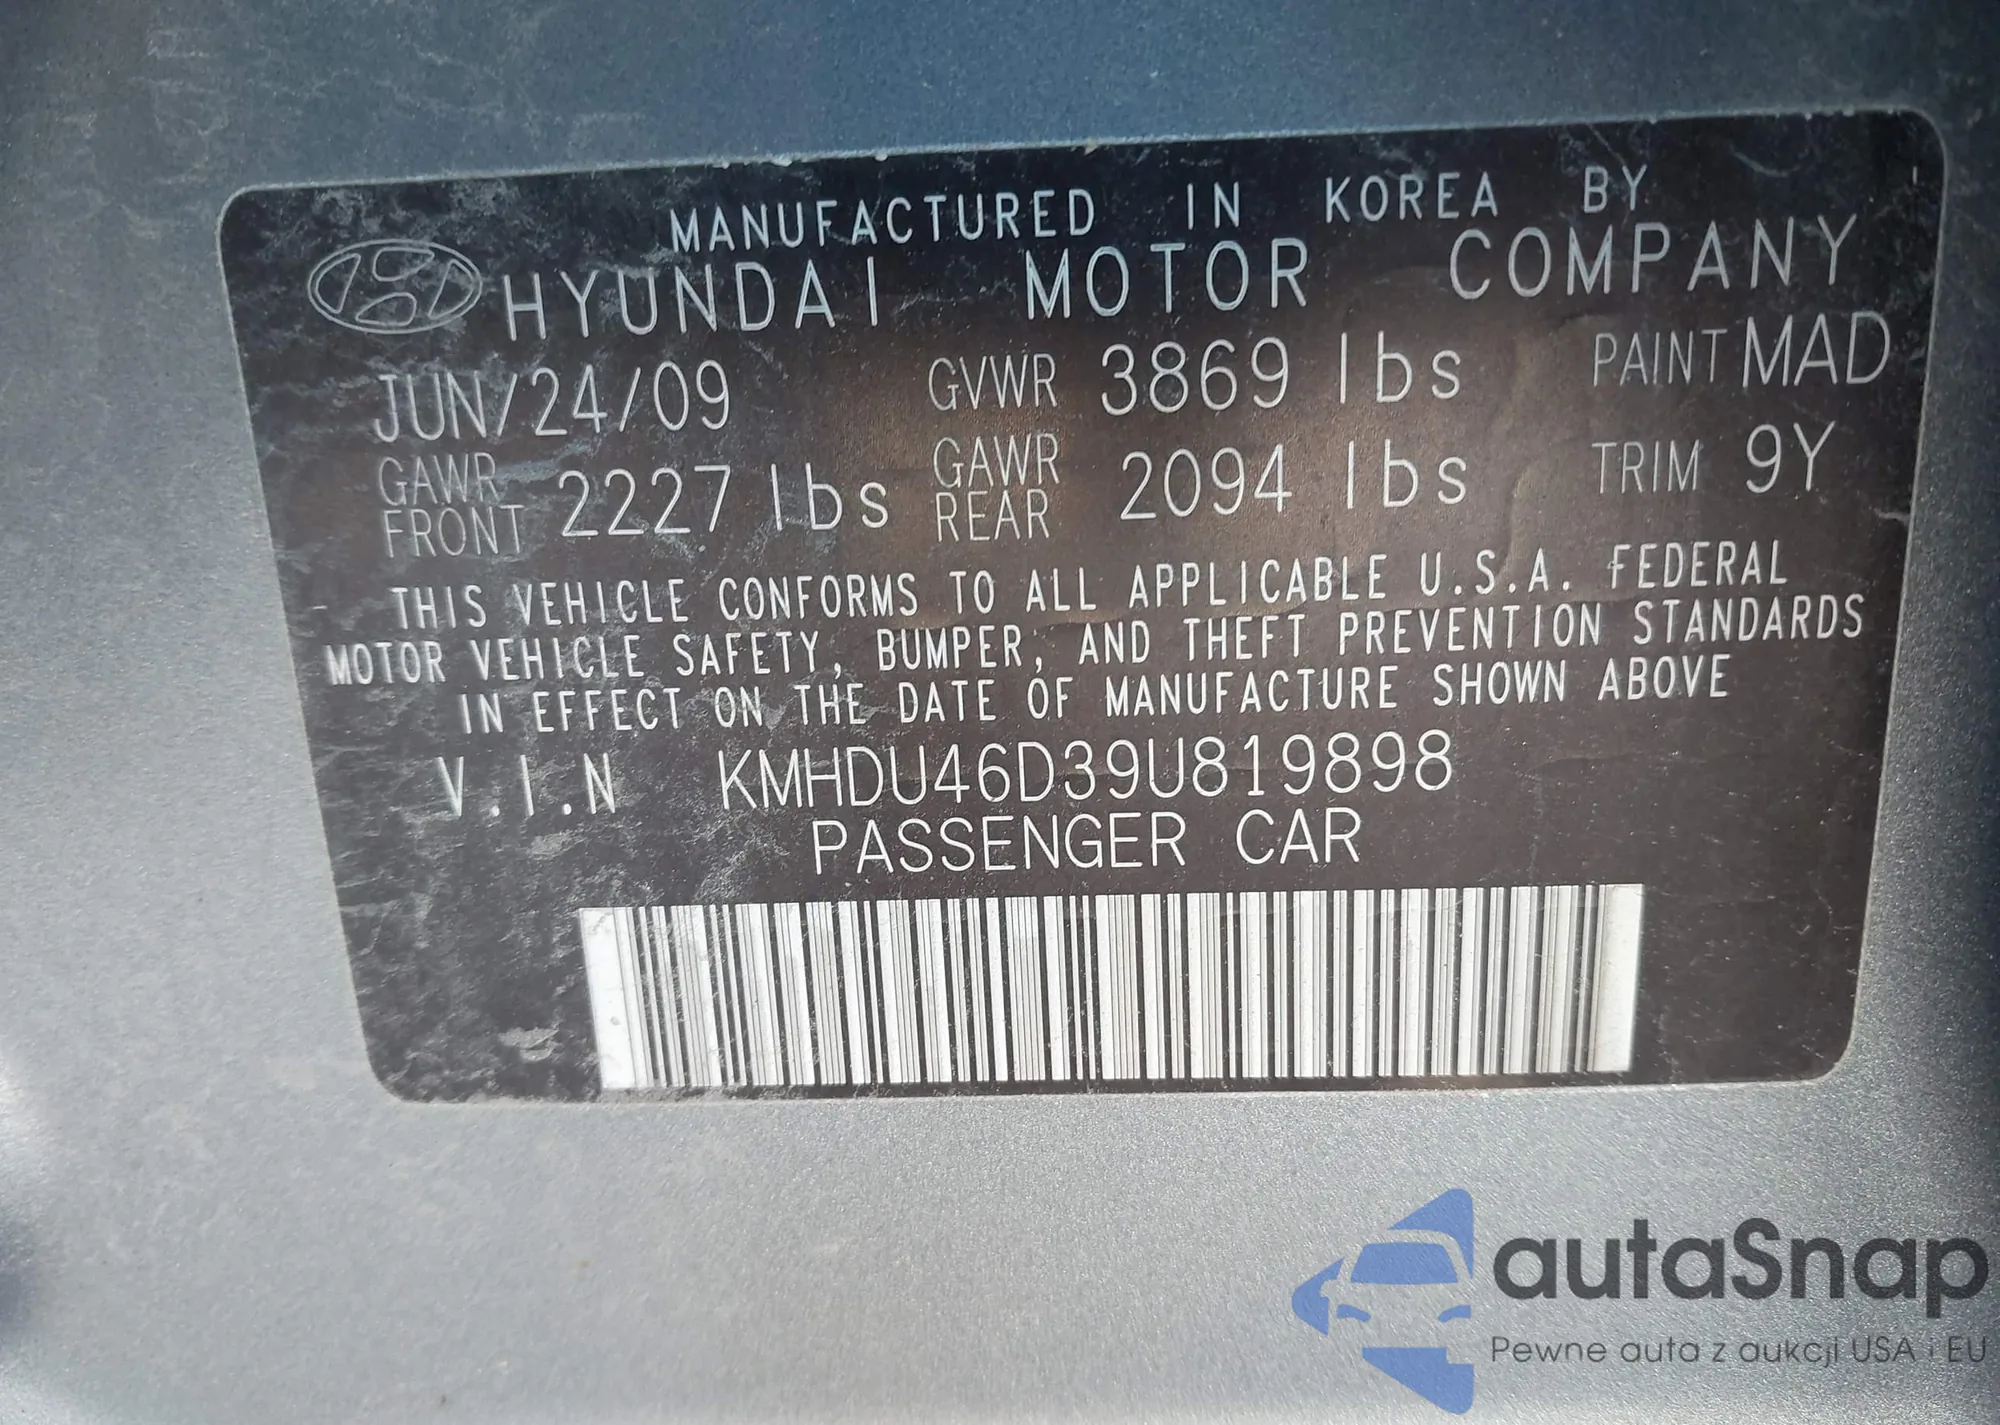 MANUFACTURED IN KOREA BY
HYUNDAI MOTOR COMPANY
JUN/24/09 GVWR 3869 lbs PAINT MAD
GAWR FRONT 2227 lbs GAWR REAR 2094 lbs TRIM 9Y
THIS VEHICLE CONFORMS TO ALL APPLICABLE U.S.A. FEDERAL
MOTOR VEHICLE SAFETY, BUMPER, AND THEFT PREVENTION STANDARDS
IN EFFECT ON THE DATE OF MANUFACTURE SHOWN ABOVE
V.I.N KMHDU46D39U819898
PASSENGER CAR
autaSnap
Pewne auta z aukcji USA i EU